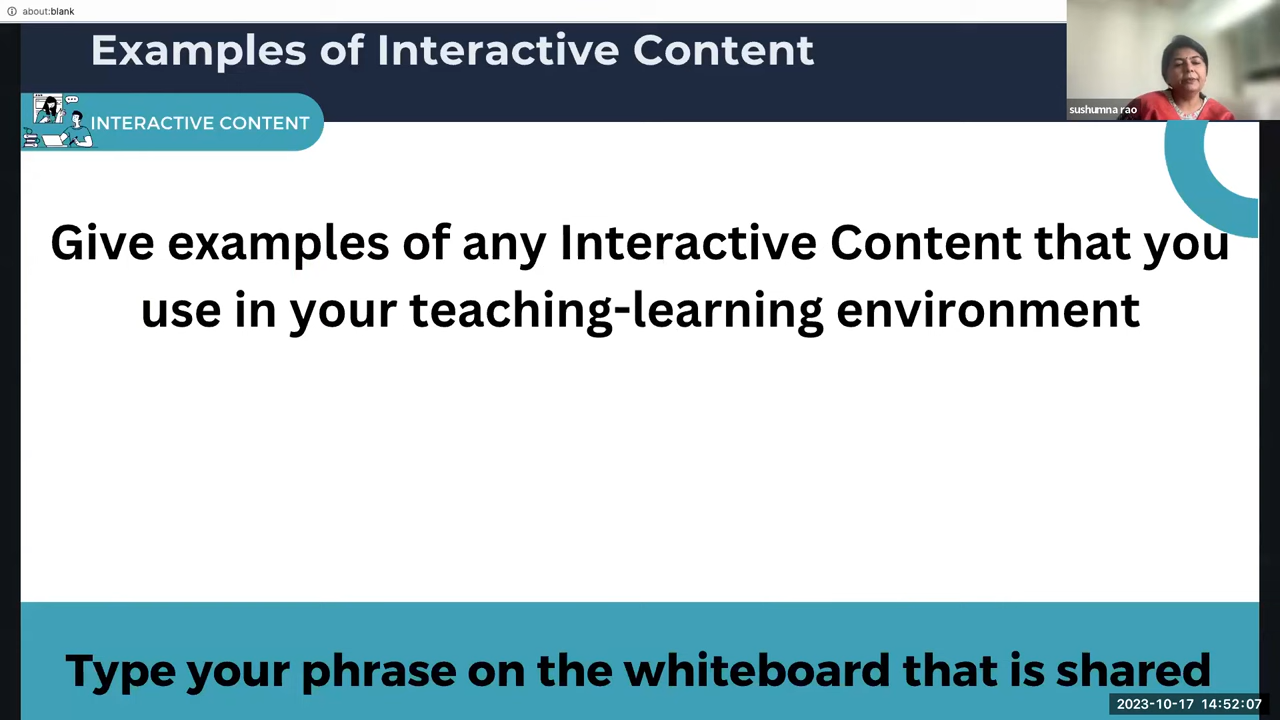 about:blank
Examples of Interactive Content
sushumna rao
INTERACTIVE CONTENT
Give examples of any Interactive Content that you
use in your teaching-learning environment
Type your phrase on the whiteboard that is shared
2023-10-17 14:52:07